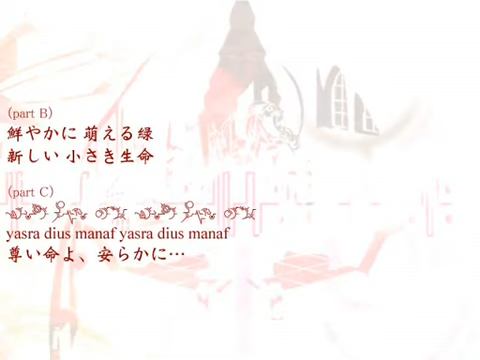 (part B)
鮮やかに 萌える緑
新しい 小さき生命
(part C)
yasra dius manaf yasra dius manaf
尊い命よ、安らかに…